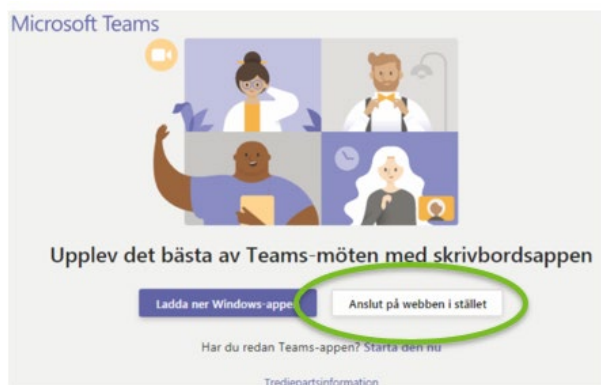 Microsoft Teams
Upplev det bästa av Teams-möten med skrivbordsappen
Ladda ner Windows-appen
Anslut på webben i stället
Har du redan Teams-appen? Starta den nu
Tredjepartsinformation